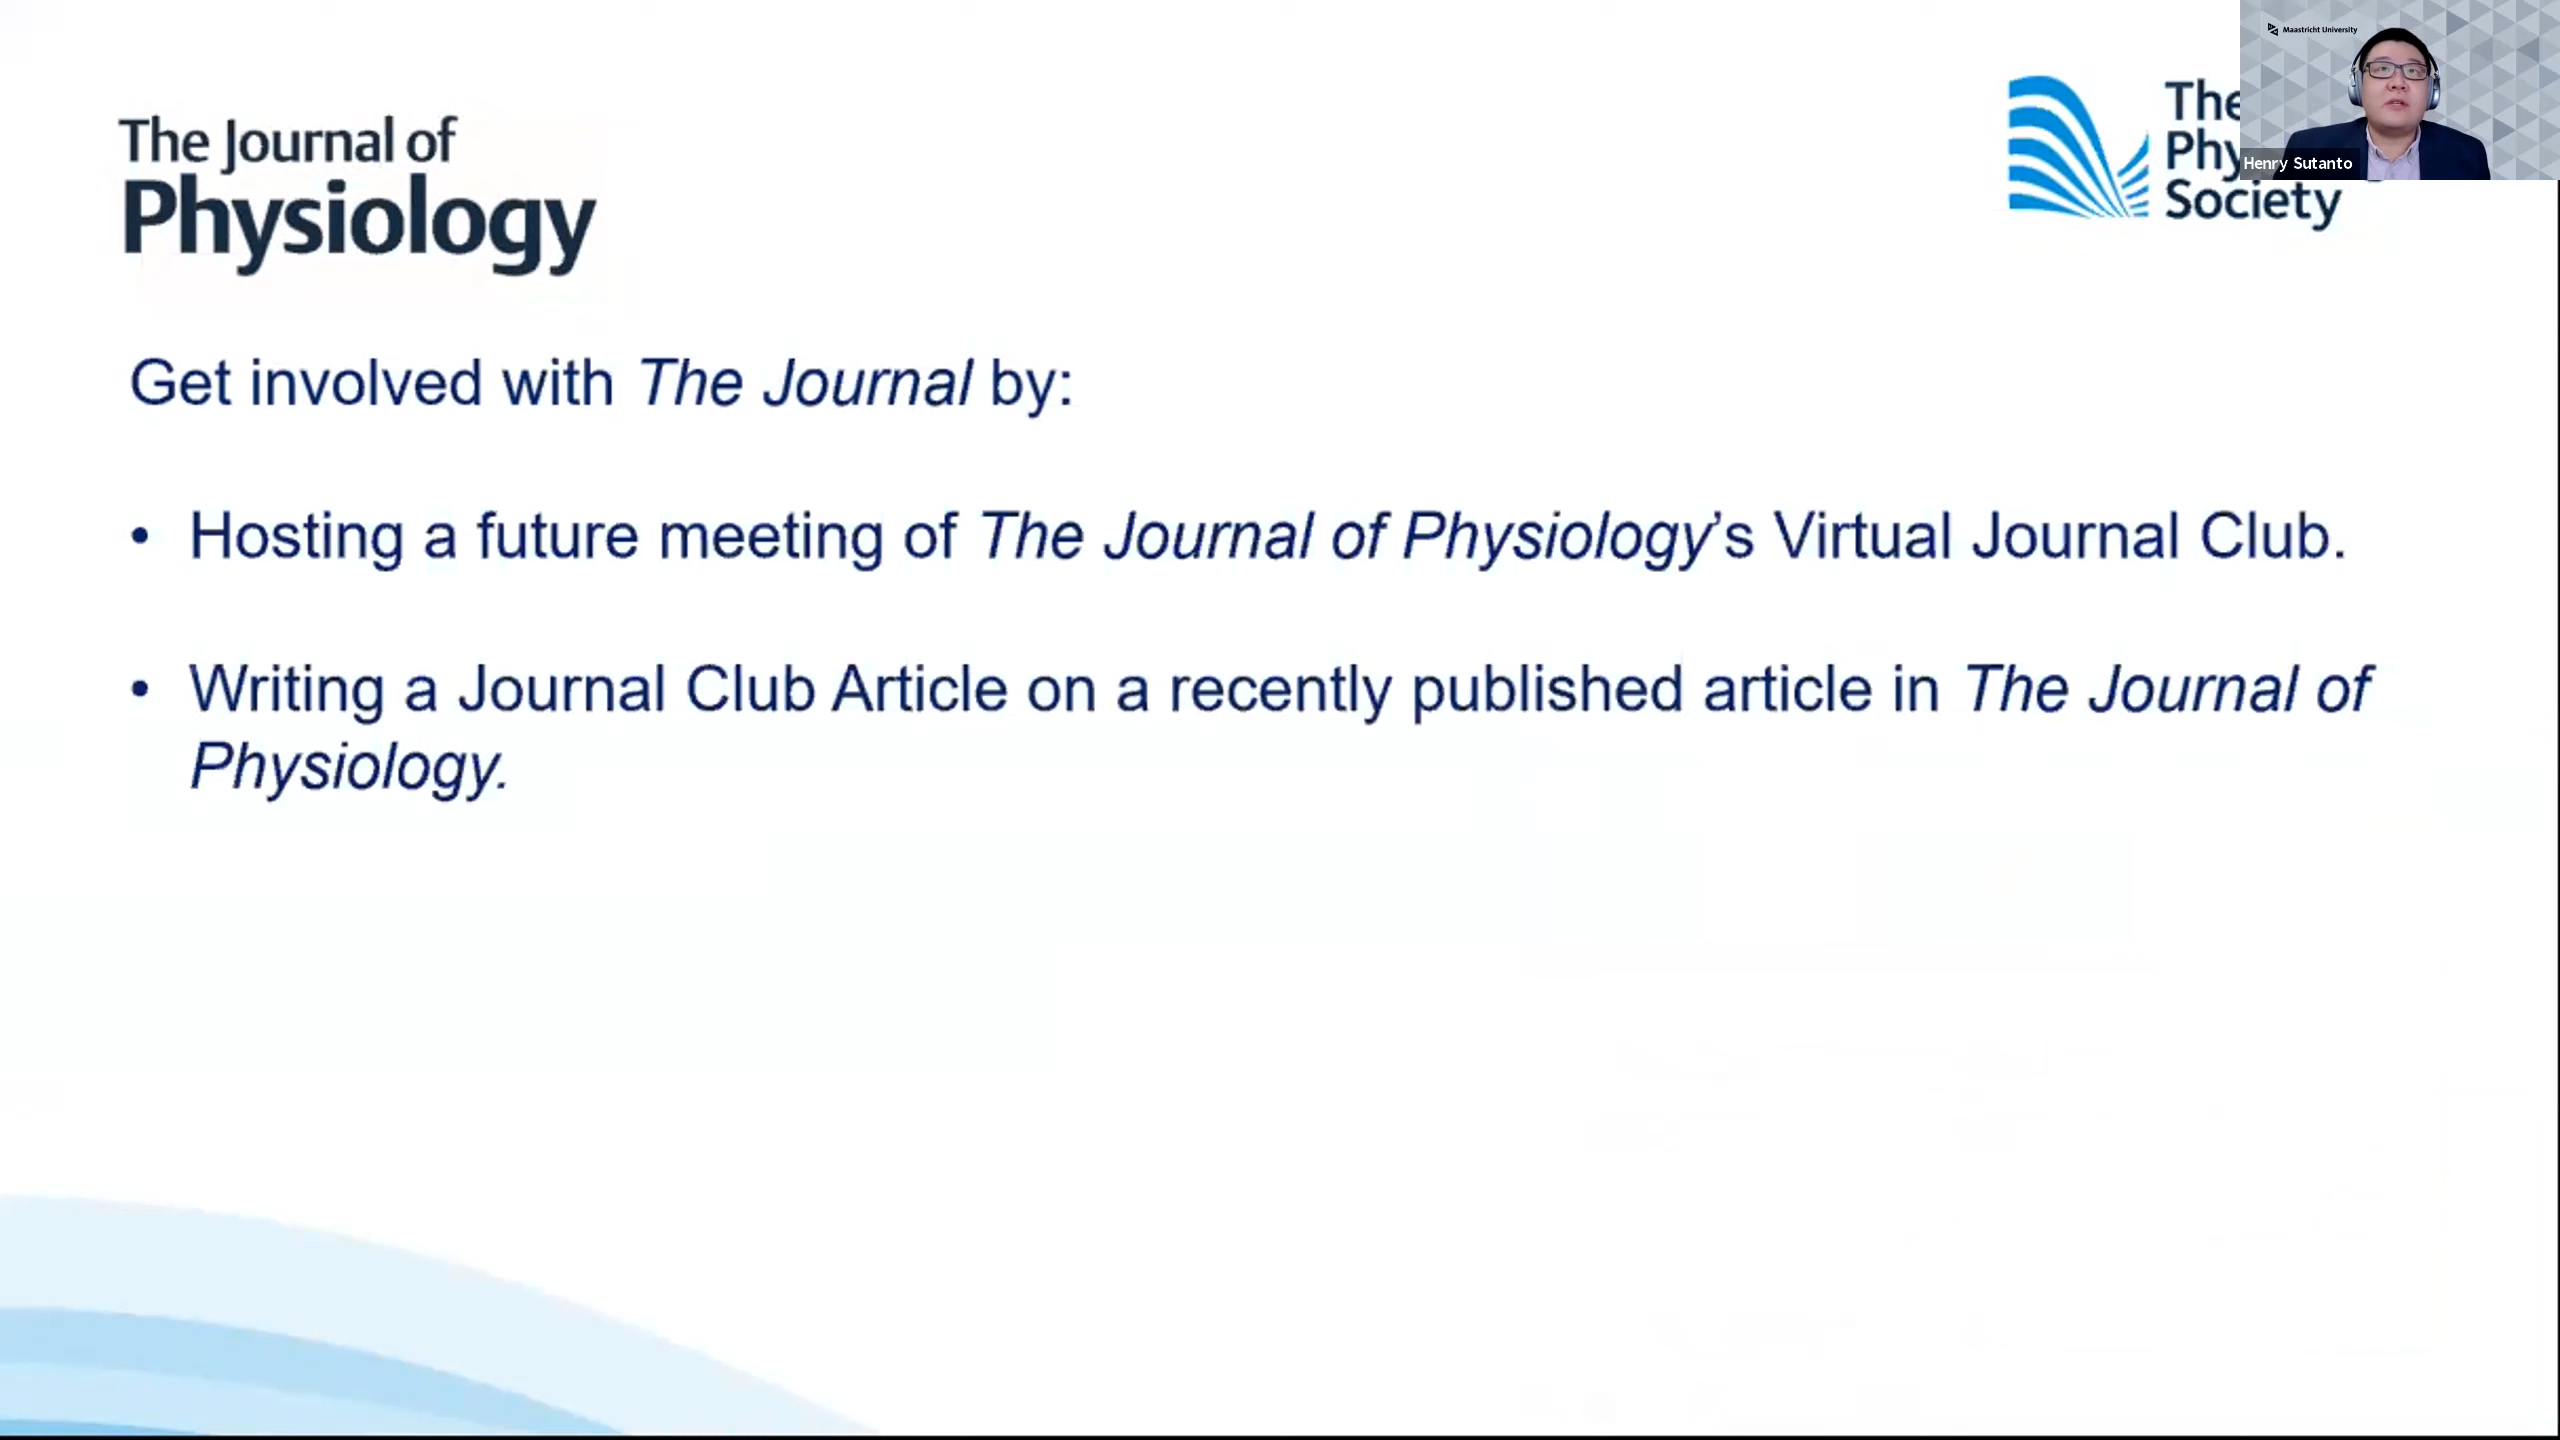 Maastricht University
Henry Sutanto
The Journal of
Physiology
The
Phy
Society
Get involved with The Journal by:
• Hosting a future meeting of The Journal of Physiology’s Virtual Journal Club.
• Writing a Journal Club Article on a recently published article in The Journal of
Physiology.